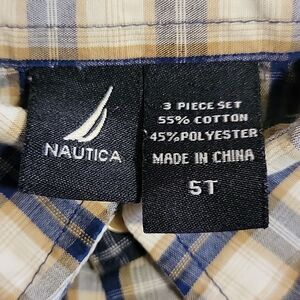 NAUTICA
3 PIECE SET
55% COTTON
45%POLYESTER
MADE IN CHINA
5T